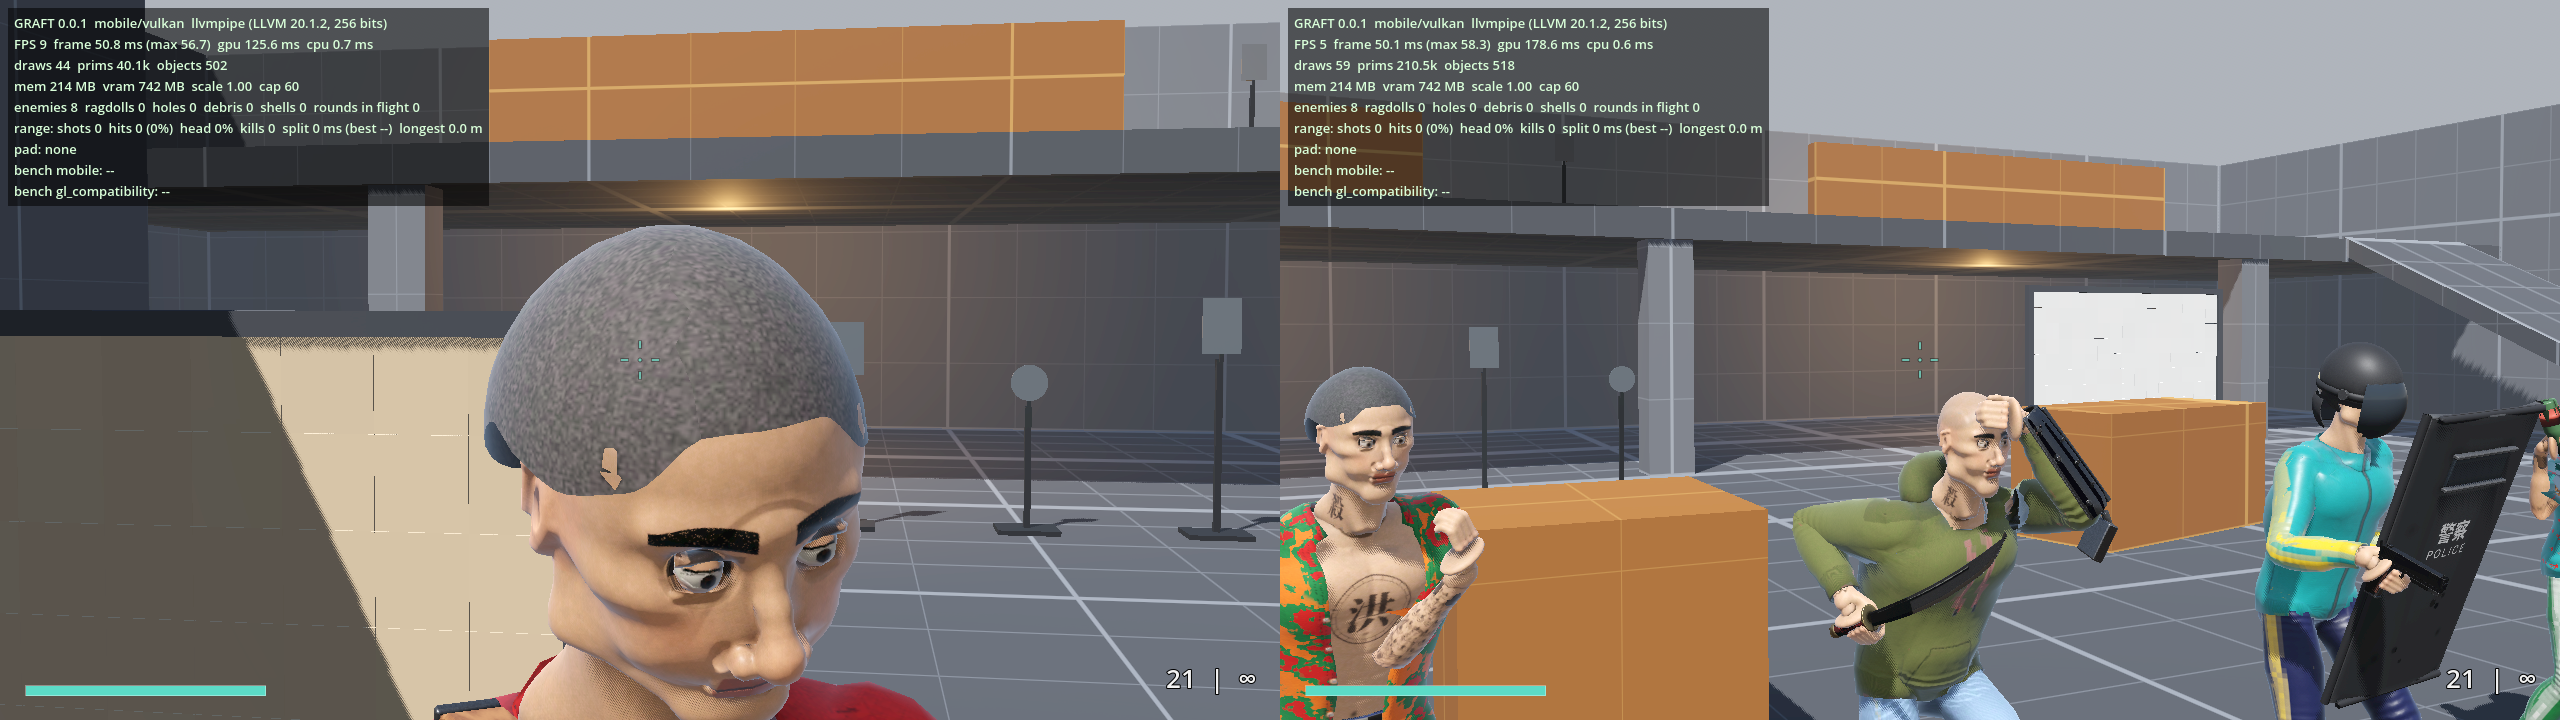 GRAFT 0.0.1 mobile/vulkan llvmpipe (LLVM 20.1.2, 256 bits)
FPS 9 frame 50.8 ms (max 56.7) gpu 125.6 ms cpu 0.7 ms
draws 44 prims 40.1k objects 502
mem 214 MB vram 742 MB scale 1.00 cap 60
enemies 8 ragdolls 0 holes 0 debris 0 shells 0 rounds in flight 0
range: shots 0 hits 0 (0%) head 0% kills 0 split 0 ms (best --) longest 0.0 m
pad: none
bench mobile: --
bench gl_compatibility: --
21 | ∞
GRAFT 0.0.1 mobile/vulkan llvmpipe (LLVM 20.1.2, 256 bits)
FPS 5 frame 50.1 ms (max 58.3) gpu 178.6 ms cpu 0.6 ms
draws 59 prims 210.5k objects 518
mem 214 MB vram 742 MB scale 1.00 cap 60
enemies 8 ragdolls 0 holes 0 debris 0 shells 0 rounds in flight 0
range: shots 0 hits 0 (0%) head 0% kills 0 split 0 ms (best --) longest 0.0 m
pad: none
bench mobile: --
bench gl_compatibility: --
警察
POLICE
洪
21 | ∞